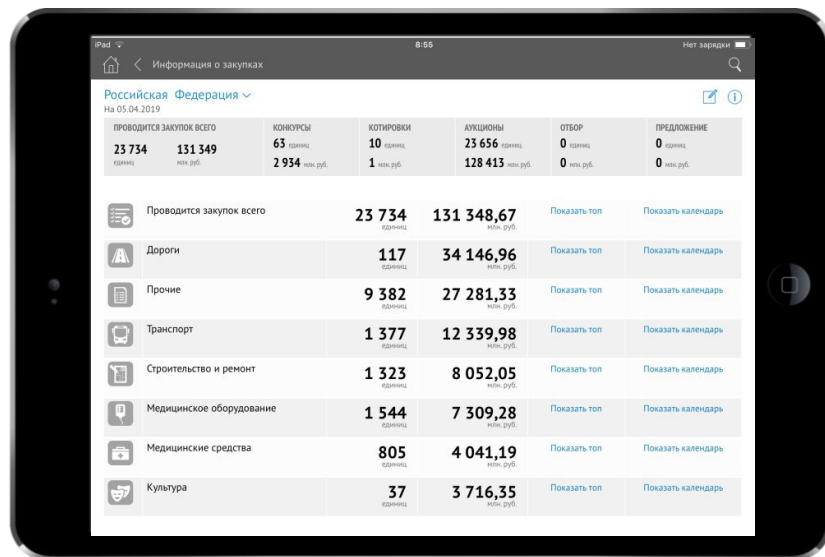 iPad 8:55 Нет зарядки
Информация о закупках
Российская Федерация
На 05.04.2019
ПРОВОДИТСЯ ЗАКУПОК ВСЕГО КОНКУРСЫ КОТИРОВКИ АУКЦИОНЫ ОТБОР ПРЕДЛОЖЕНИЕ
23 734 131 349 63 единиц 10 единиц 23 656 единиц 0 единиц 0 единиц
единиц млн. руб. 2 934 млн. руб. 1 млн. руб. 128 413 млн. руб. 0 млн. руб. 0 млн. руб.
Проводится закупок всего 23 734 131 348,67 Показать топ Показать календарь
единиц млн. руб.
Дороги 117 34 146,96 Показать топ Показать календарь
единиц млн. руб.
Прочие 9 382 27 281,33 Показать топ Показать календарь
единиц млн. руб.
Транспорт 1 377 12 339,98 Показать топ Показать календарь
единиц млн. руб.
Строительство и ремонт 1 323 8 052,05 Показать топ Показать календарь
единиц млн. руб.
Медицинское оборудование 1 544 7 309,28 Показать топ Показать календарь
единиц млн. руб.
Медицинские средства 805 4 041,19 Показать топ Показать календарь
единиц млн. руб.
Культура 37 3 716,35 Показать топ Показать календарь
единиц млн. руб.